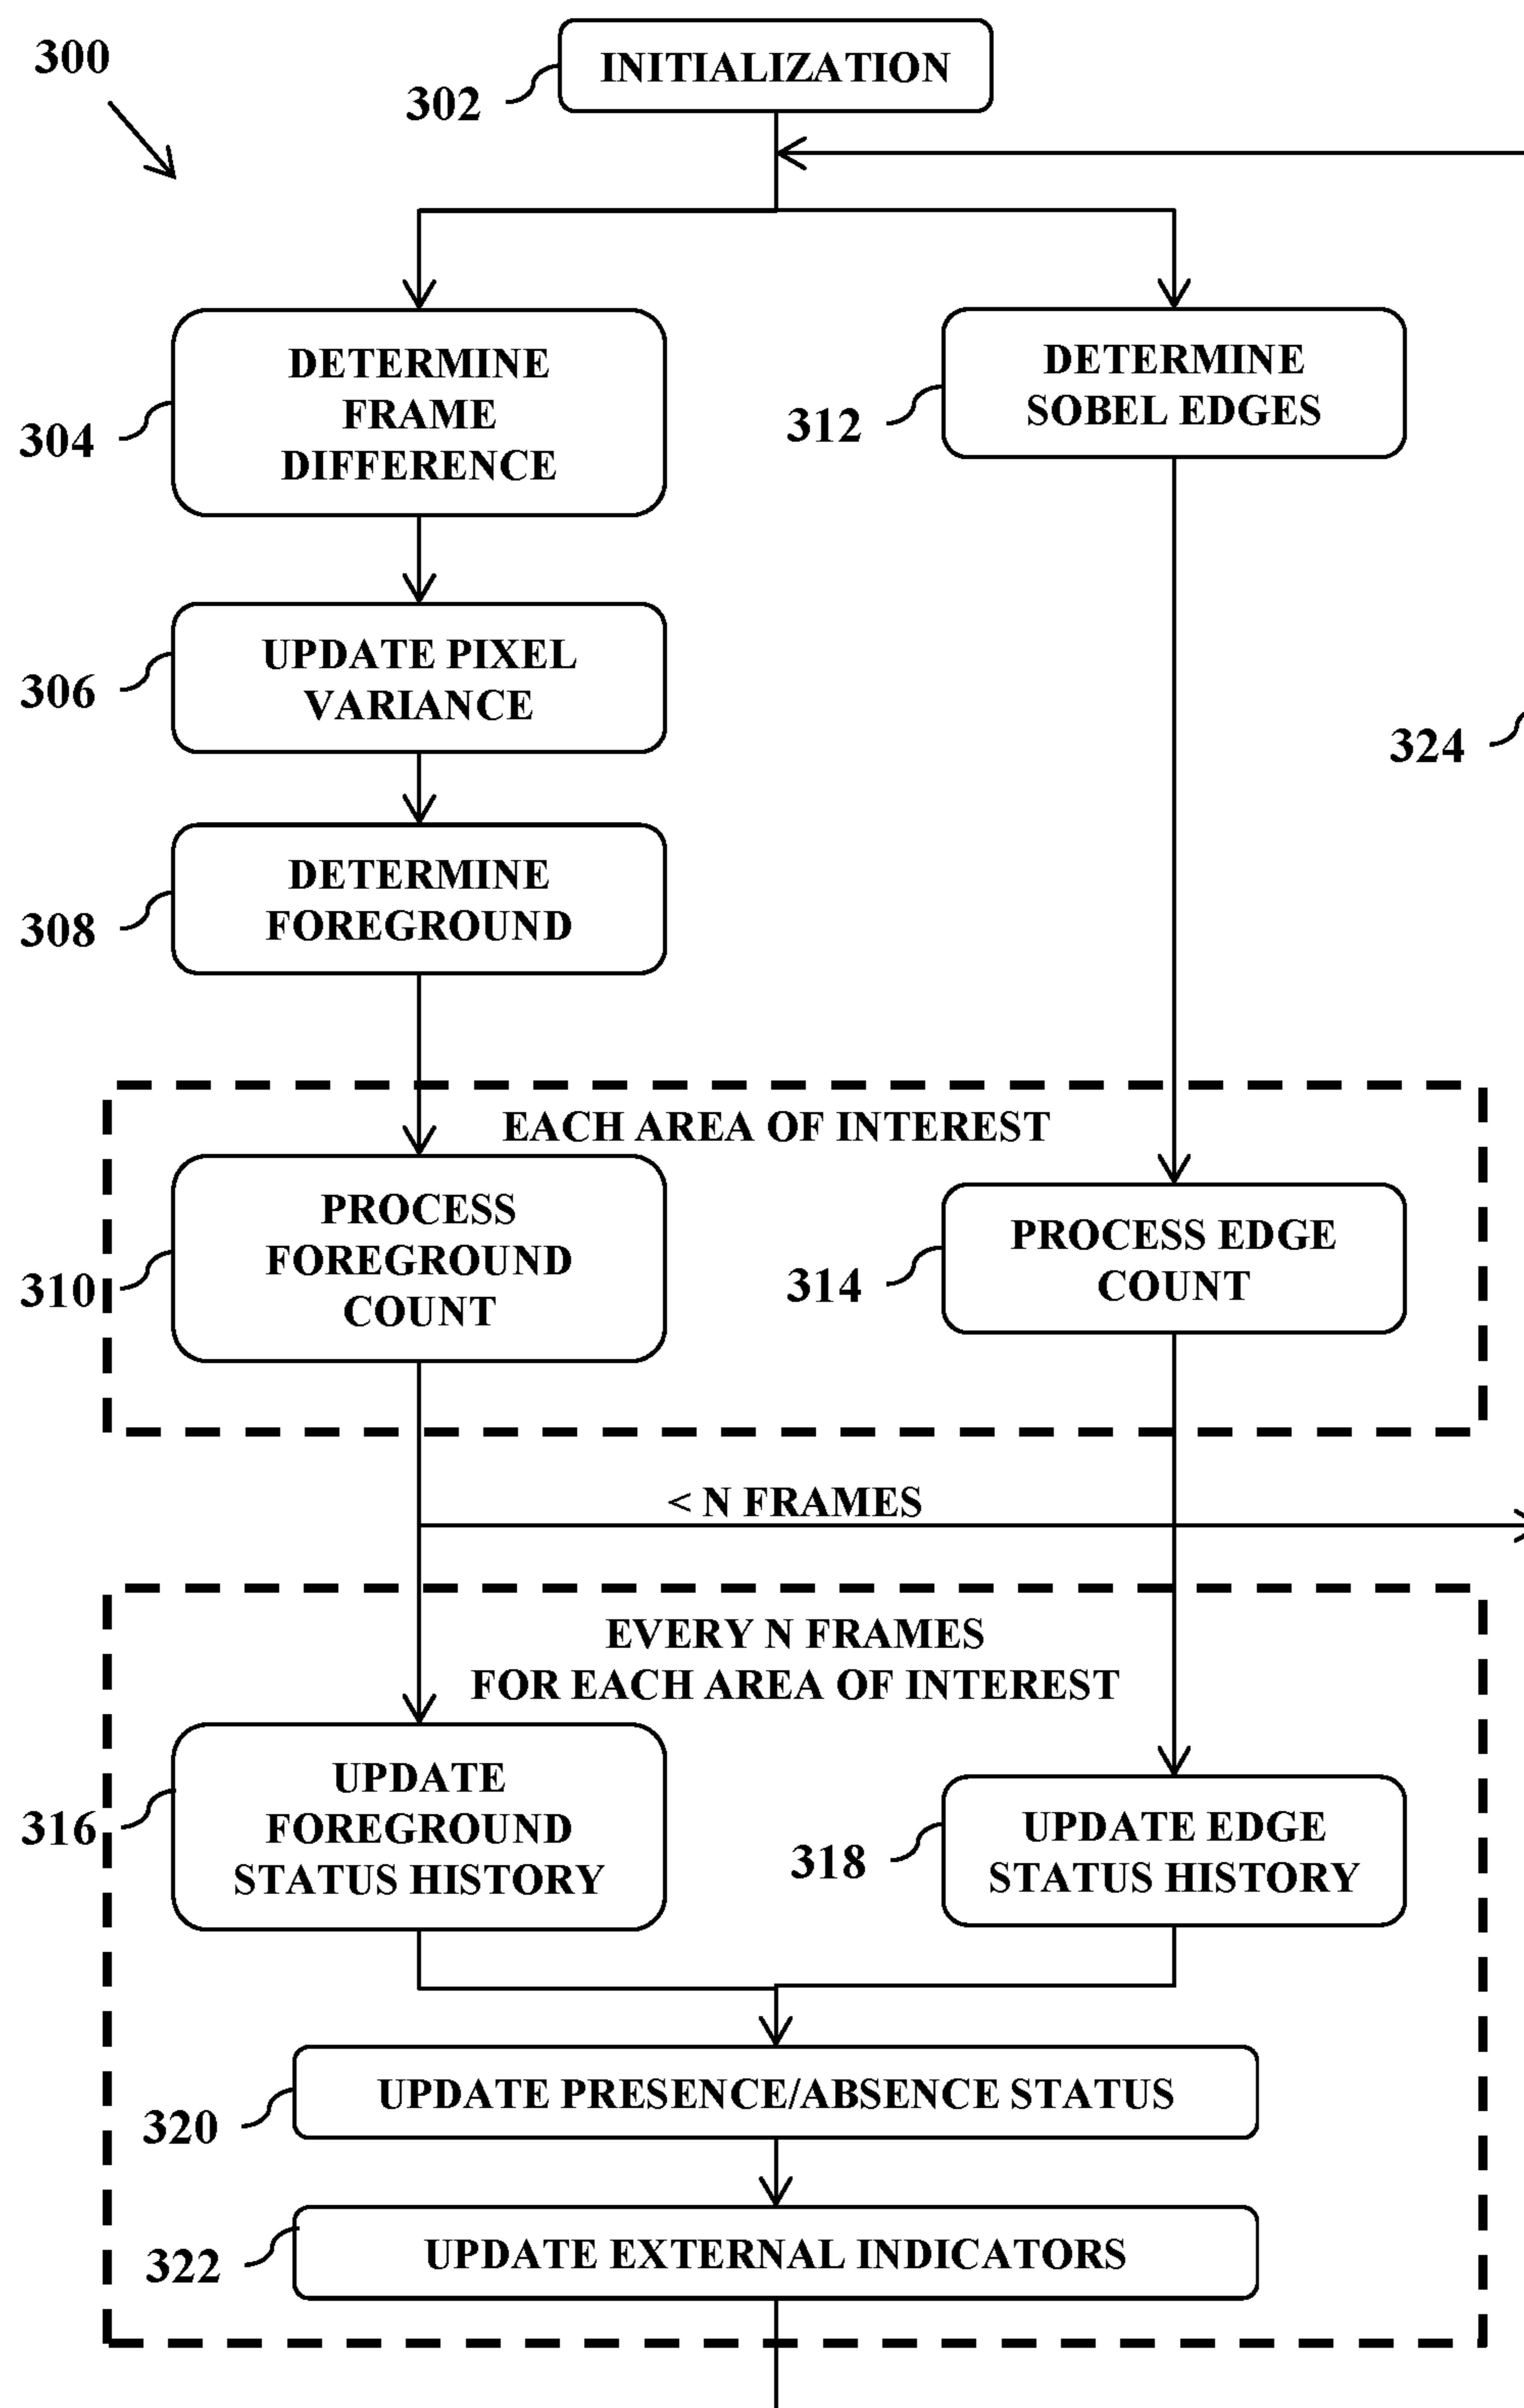 300
INITIALIZATION
302
DETERMINE
FRAME
DIFFERENCE
304
DETERMINE
SOBEL EDGES
312
UPDATE PIXEL
VARIANCE
306
324
DETERMINE
FOREGROUND
308
EACH AREA OF INTEREST
PROCESS
FOREGROUND
COUNT
310
PROCESS EDGE
COUNT
314
< N FRAMES
EVERY N FRAMES
FOR EACH AREA OF INTEREST
UPDATE
FOREGROUND
STATUS HISTORY
316
UPDATE EDGE
STATUS HISTORY
318
UPDATE PRESENCE/ABSENCE STATUS
320
UPDATE EXTERNAL INDICATORS
322